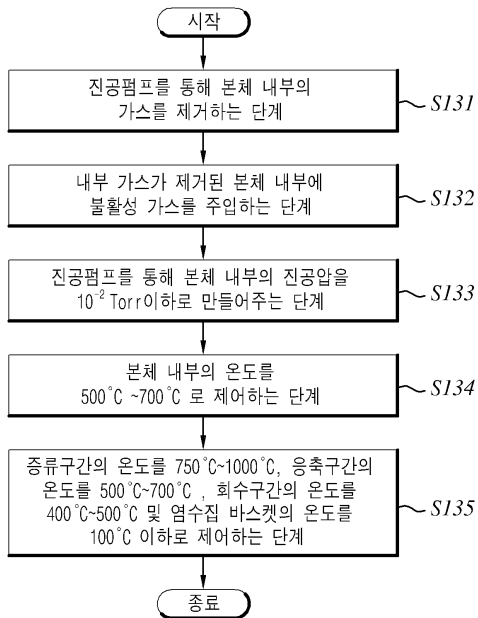 시작
진공펌프를 통해 본체 내부의
가스를 제거하는 단계
S131
내부 가스가 제거된 본체 내부에
불활성 가스를 주입하는 단계
S132
진공펌프를 통해 본체 내부의 진공압을
10⁻² Torr이하로 만들어주는 단계
S133
본체 내부의 온도를
500˚C ~700˚C 로 제어하는 단계
S134
증류구간의 온도를 750˚C~1000˚C, 응축구간의
온도를 500˚C~700˚C , 회수구간의 온도를
400˚C~500˚C 및 염수집 바스켓의 온도를
100˚C 이하로 제어하는 단계
S135
종료